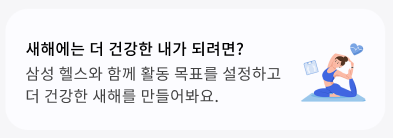 새해에는 더 건강한 내가 되려면?
삼성 헬스와 함께 활동 목표를 설정하고
더 건강한 새해를 만들어봐요.